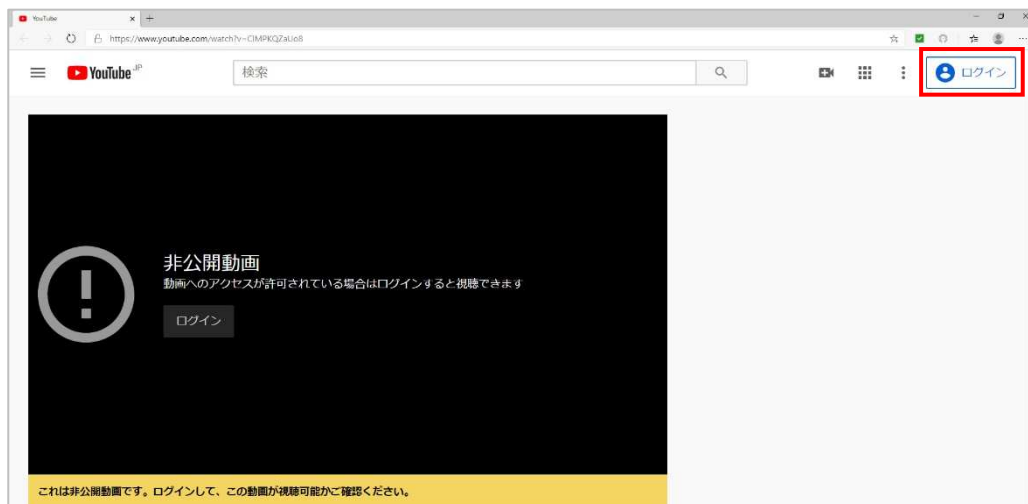 YouTube
https://www.youtube.com/watch?v=CIMPKQZaUo8
YouTube JP
検索
ログイン
非公開動画
動画へのアクセスが許可されている場合はログインすると視聴できます
ログイン
これは非公開動画です。ログインして、この動画が視聴可能かご確認ください。